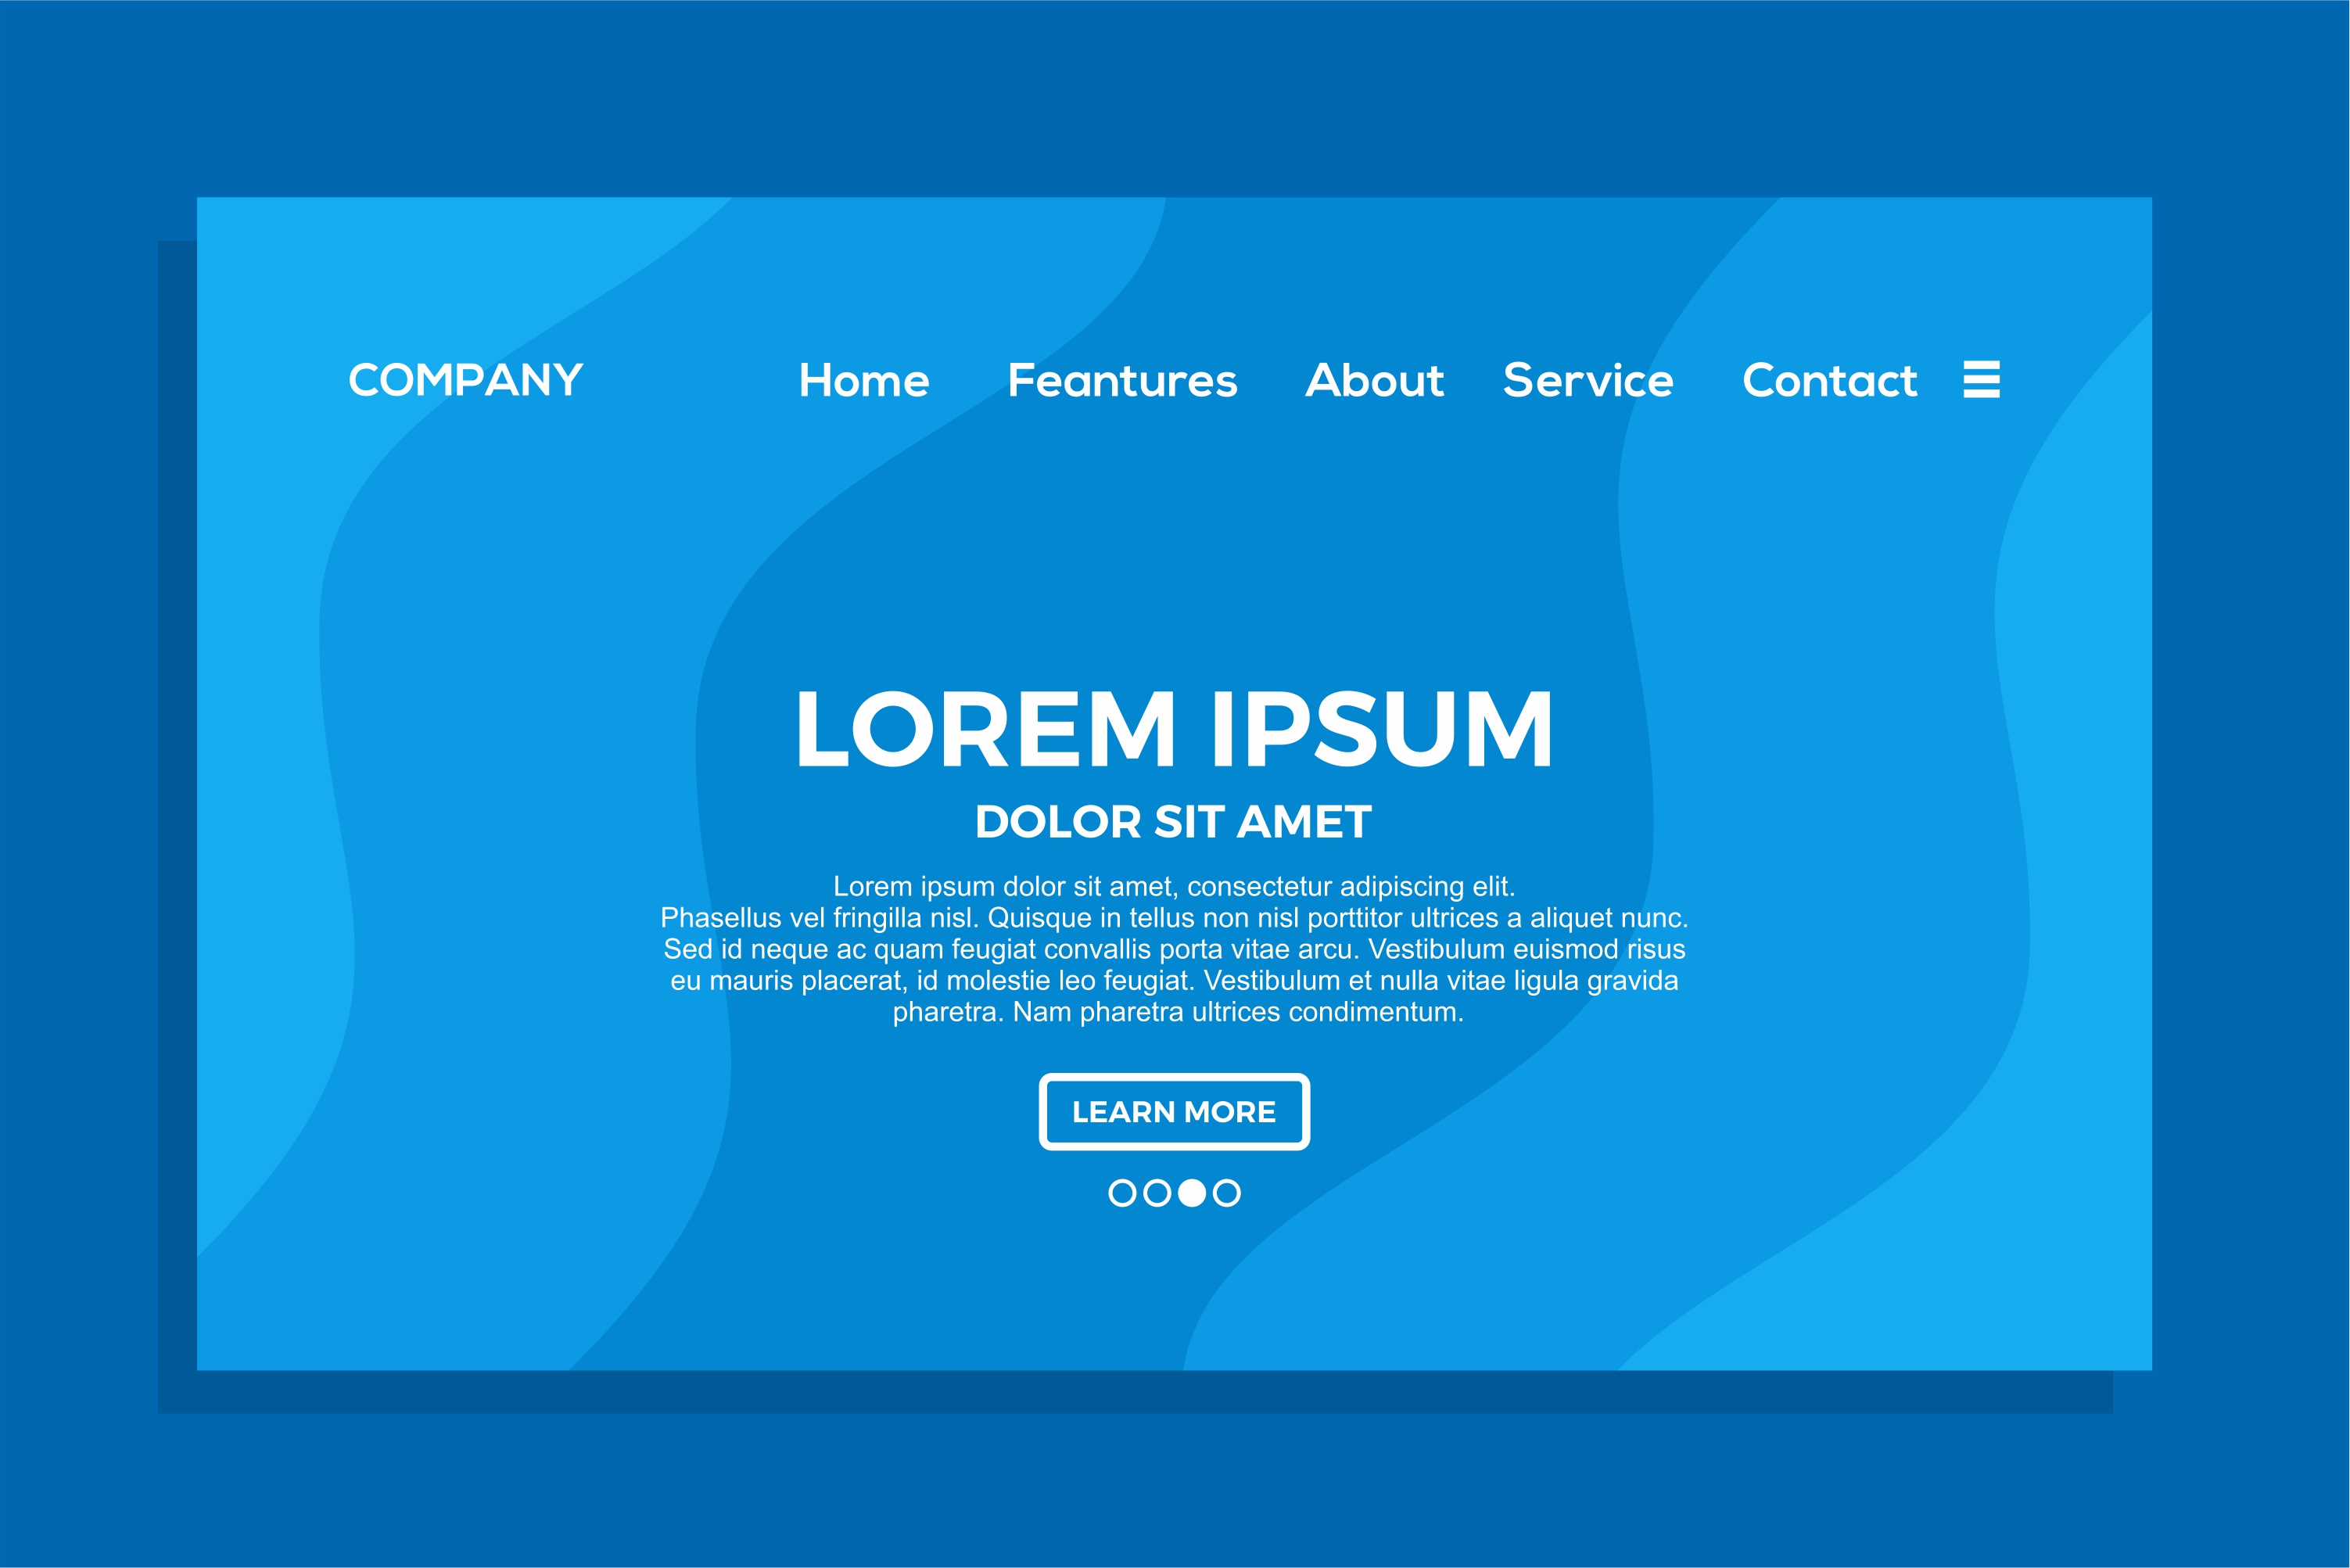 COMPANY Home Feantures About Service Contact
LOREM IPSUM
DOLOR SIT AMET
Lorem ipsum dolor sit amet, consectetur adipiscing elit.
Phasellus vel fringilla nisl. Quisque in tellus non nisl porttitor ultrices a aliquet nunc.
Sed id neque ac quam feugiat convallis porta vitae arcu. Vestibulum euismod risus
eu mauris placerat, id molestie leo feugiat. Vestibulum et nulla vitae ligula gravida
pharetra. Nam pharetra ultrices condimentum.
LEARN MORE